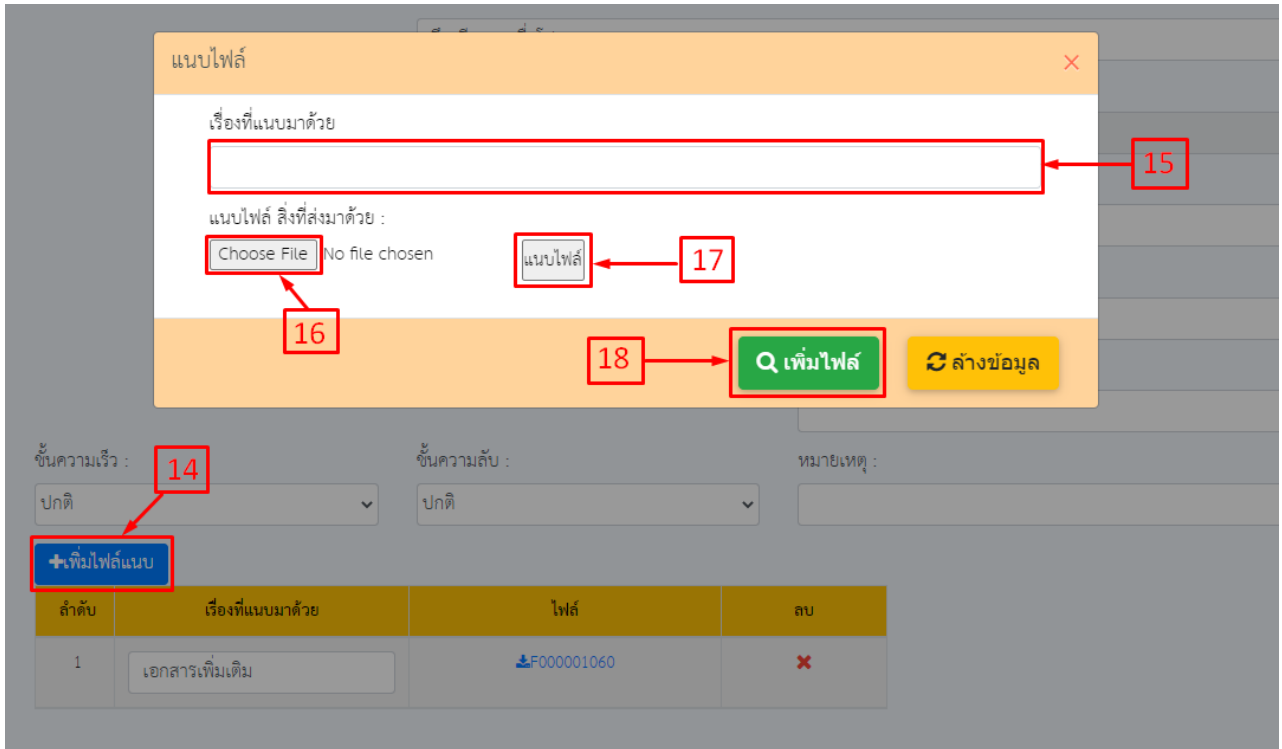 แนบไฟล์
เรื่องที่แนบมาด้วย
15
แนบไฟล์ สิ่งที่ส่งมาด้วย :
Choose File No file chosen
แนบไฟล์
17
16
18
เพิ่มไฟล์
ล้างข้อมูล
ชั้นความเร็ว :
ชั้นความลับ :
หมายเหตุ :
14
ปกติ
ปกติ
+เพิ่มไฟล์แนบ
ลำดับ เรื่องที่แนบมาด้วย ไฟล์ ลบ
1 เอกสารเพิ่มเติม F000001060